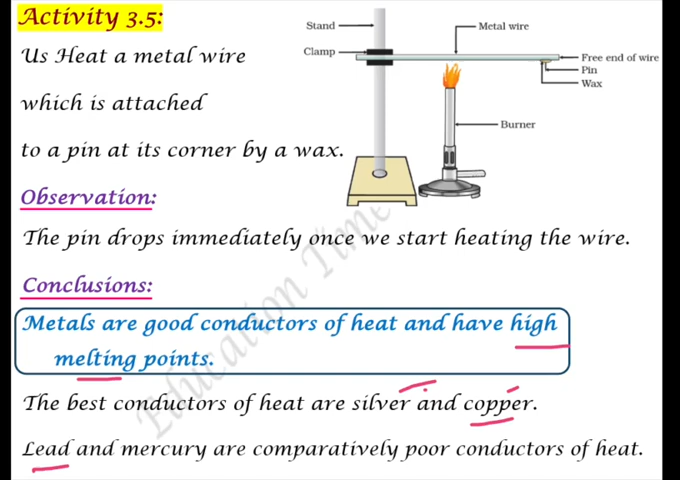 Activity 3.5:
Us Heat a metal wire
which is attached
to a pin at its corner by a wax.
Stand
Clamp
Metal wire
Free end of wire
Pin
Wax
Burner
Observation:
The pin drops immediately once we start heating the wire.
Conclusions:
Metals are good conductors of heat and have high
melting points.
The best conductors of heat are silver and copper.
Lead and mercury are comparatively poor conductors of heat.
Education Time